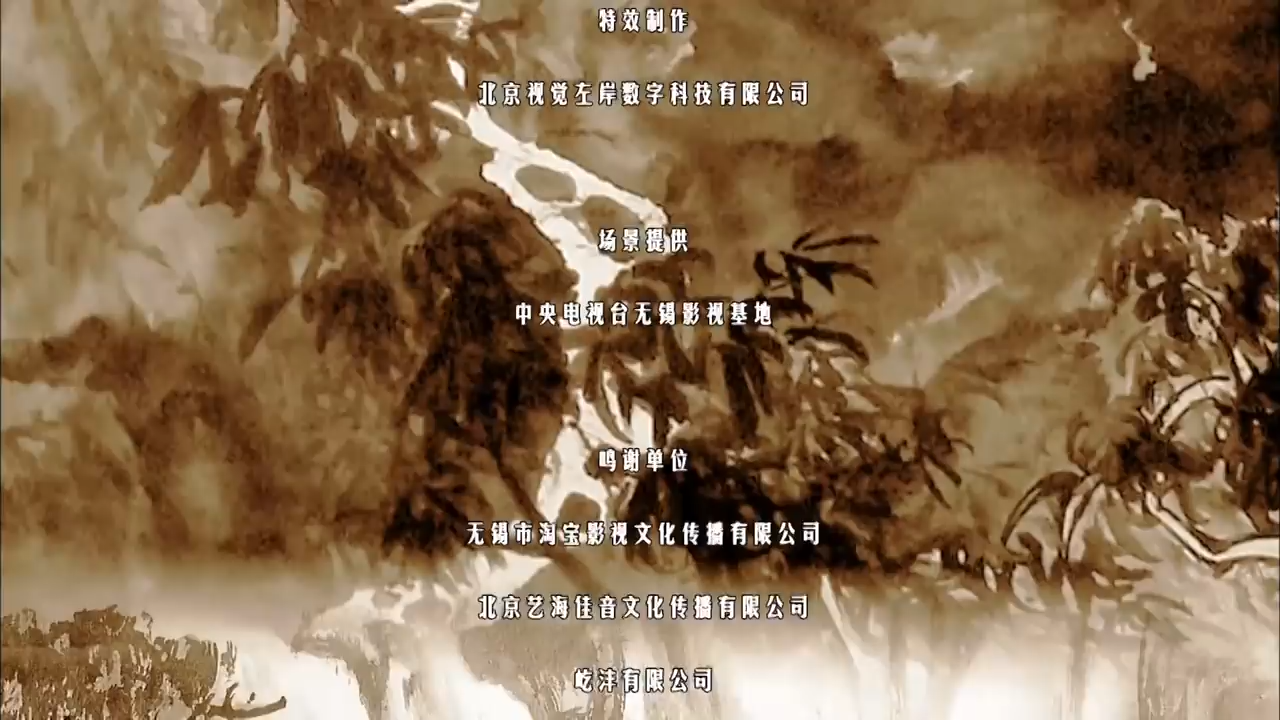 特效制作
北京视觉左岸数字科技有限公司
场景提供
中央电视台无锡影视基地
鸣谢单位
无锡市淘宝影视文化传播有限公司
北京艺海佳音文化传播有限公司
屹沣有限公司